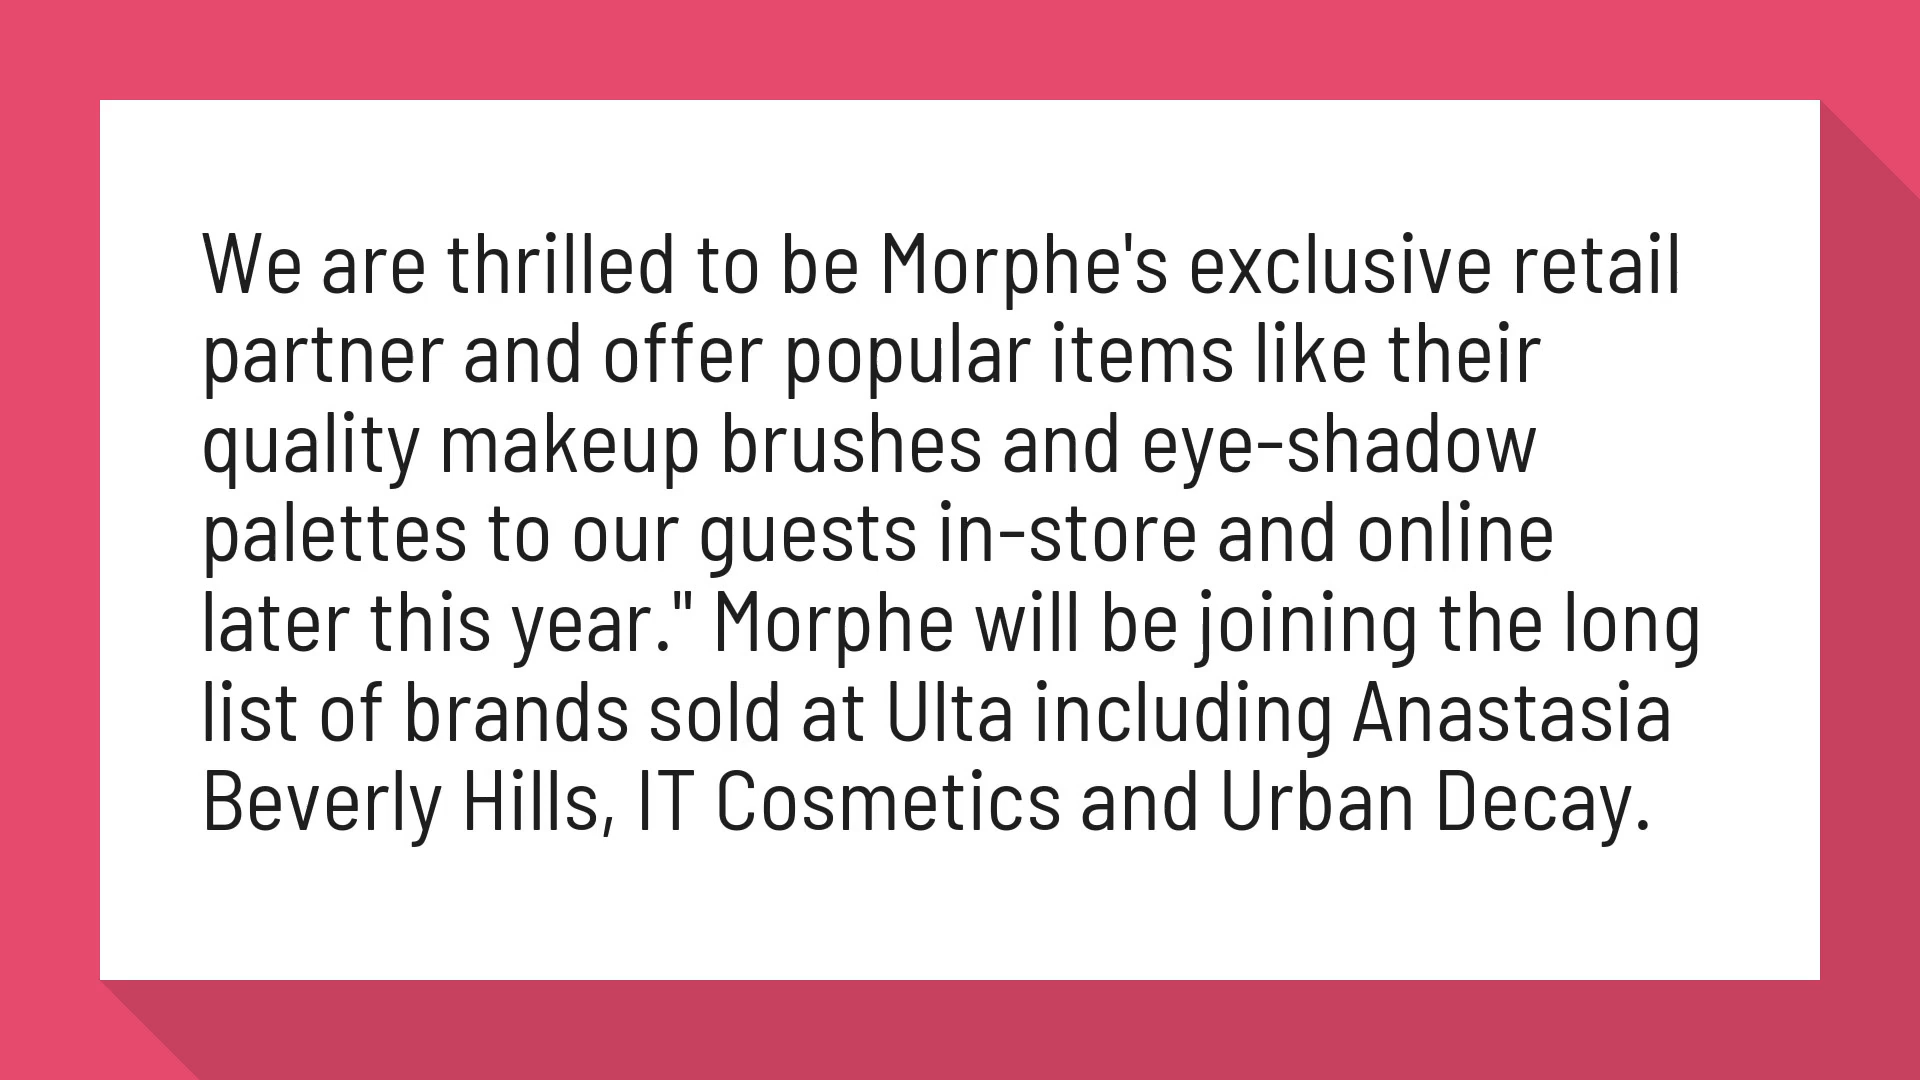 We are thrilled to be Morphe's exclusive retail
partner and offer popular items like their
quality makeup brushes and eye-shadow
palettes to our guests in-store and online
later this year." Morphe will be joining the long
list of brands sold at Ulta including Anastasia
Beverly Hills, IT Cosmetics and Urban Decay.